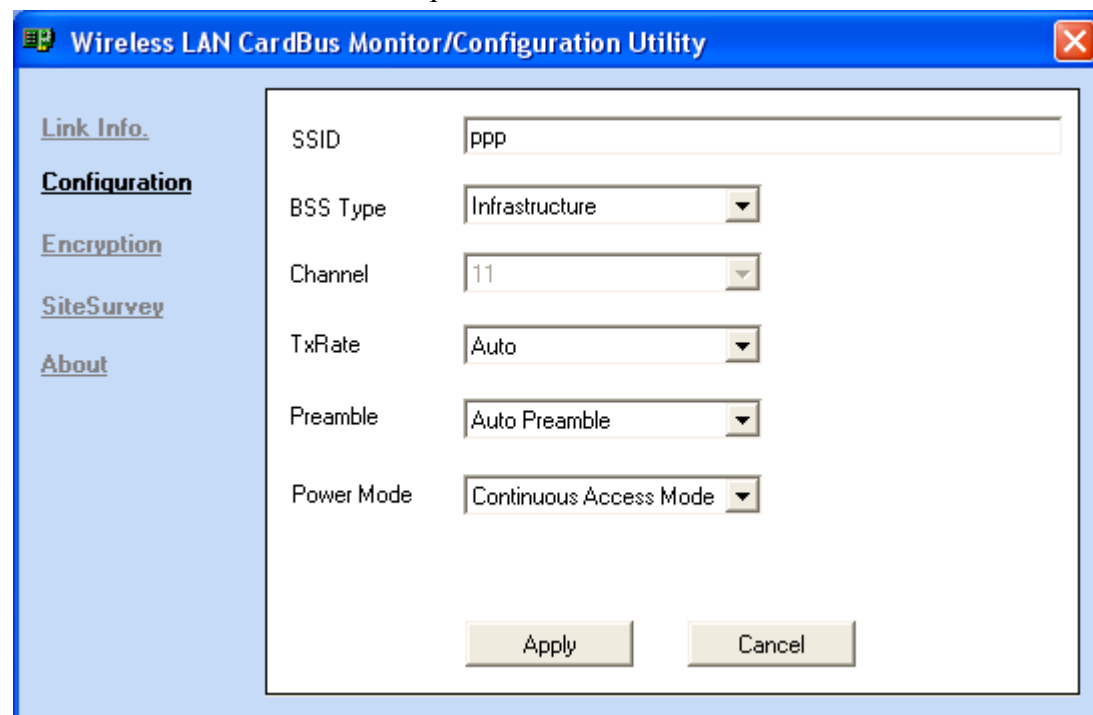 Wireless LAN CardBus Monitor/Configuration Utility
Link Info.
Configuration
Encryption
SiteSurvey
About
SSID ppp
BSS Type Infrastructure
Channel 11
TxRate Auto
Preamble Auto Preamble
Power Mode Continuous Access Mode
Apply Cancel